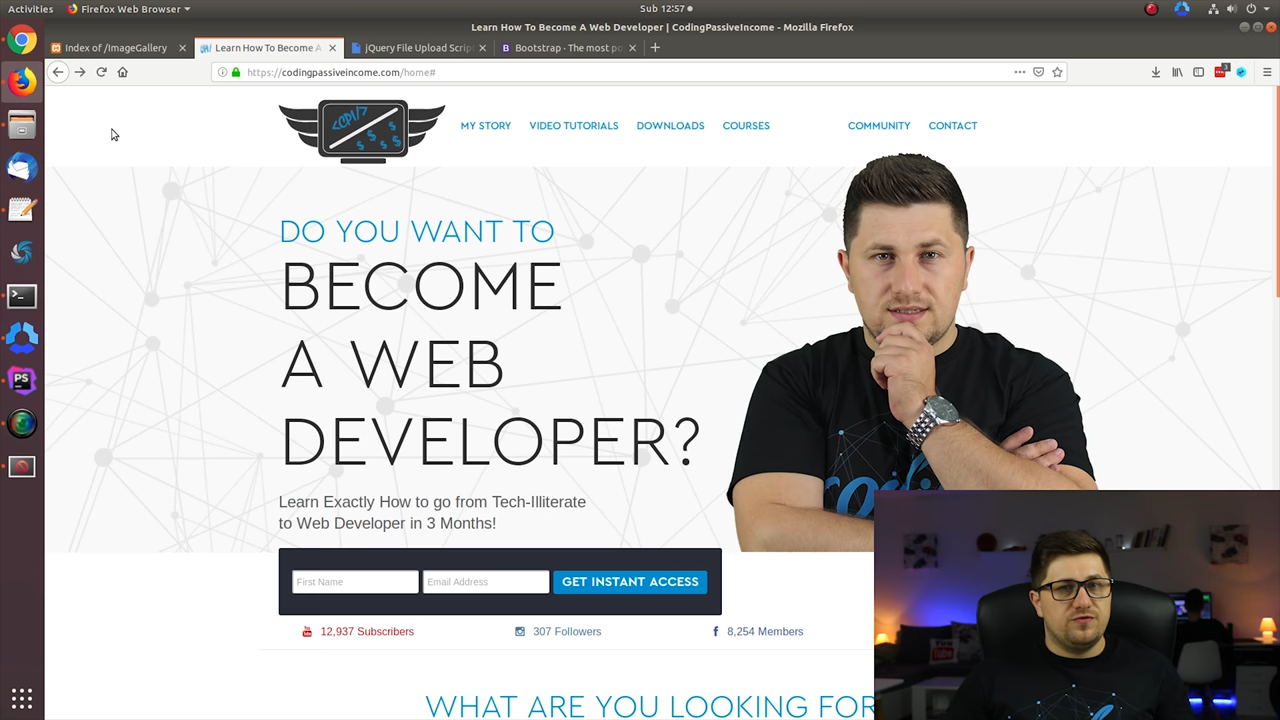 Activities
Firefox Web Browser
Sub 12:57
Learn How To Become A Web Developer | CodingPassiveIncome - Mozilla Firefox
Index of /ImageGallery
Learn How To Become A
jQuery File Upload Scrip
Bootstrap · The most po
https://codingpassiveincome.com/home#
3
<CPI/>
$ $ $ $
MY STORY
VIDEO TUTORIALS
DOWNLOADS
COURSES
COMMUNITY
CONTACT
DO YOU WANT TO
BECOME
A WEB
DEVELOPER?
Learn Exactly How to go from Tech-Illiterate
to Web Developer in 3 Months!
First Name
Email Address
GET INSTANT ACCESS
12,937 Subscribers
307 Followers
8,254 Members
WHAT ARE YOU LOOKING FOR
PS